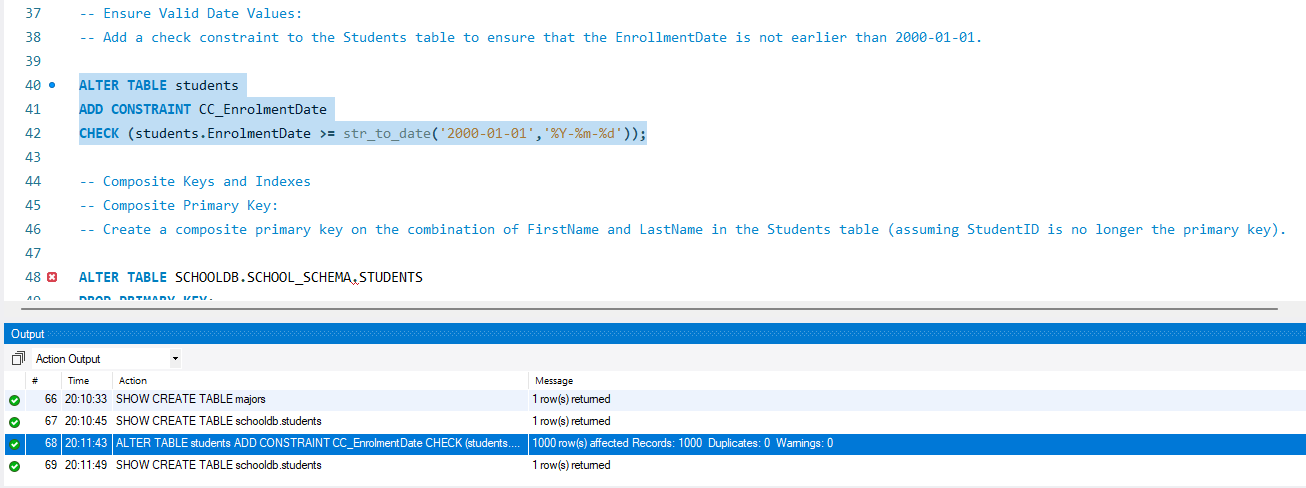 37 -- Ensure Valid Date Values:
38 -- Add a check constraint to the Students table to ensure that the EnrollmentDate is not earlier than 2000-01-01.
39
40 ALTER TABLE students
41 ADD CONSTRAINT CC_EnrolmentDate
42 CHECK (students.EnrolmentDate >= str_to_date('2000-01-01','%Y-%m-%d'));
43
44 -- Composite Keys and Indexes
45 -- Composite Primary Key:
46 -- Create a composite primary key on the combination of FirstName and LastName in the Students table (assuming StudentID is no longer the primary key).
47
48 ALTER TABLE SCHOOLDB.SCHOOL_SCHEMA.STUDENTS
49 DROP PRIMARY KEY;
Output
Action Output
# Time Action Message
66 20:10:33 SHOW CREATE TABLE majors 1 row(s) returned
67 20:10:45 SHOW CREATE TABLE schooldb.students 1 row(s) returned
68 20:11:43 ALTER TABLE students ADD CONSTRAINT CC_EnrolmentDate CHECK (students.... 1000 row(s) affected Records: 1000 Duplicates: 0 Warnings: 0
69 20:11:49 SHOW CREATE TABLE schooldb.students 1 row(s) returned